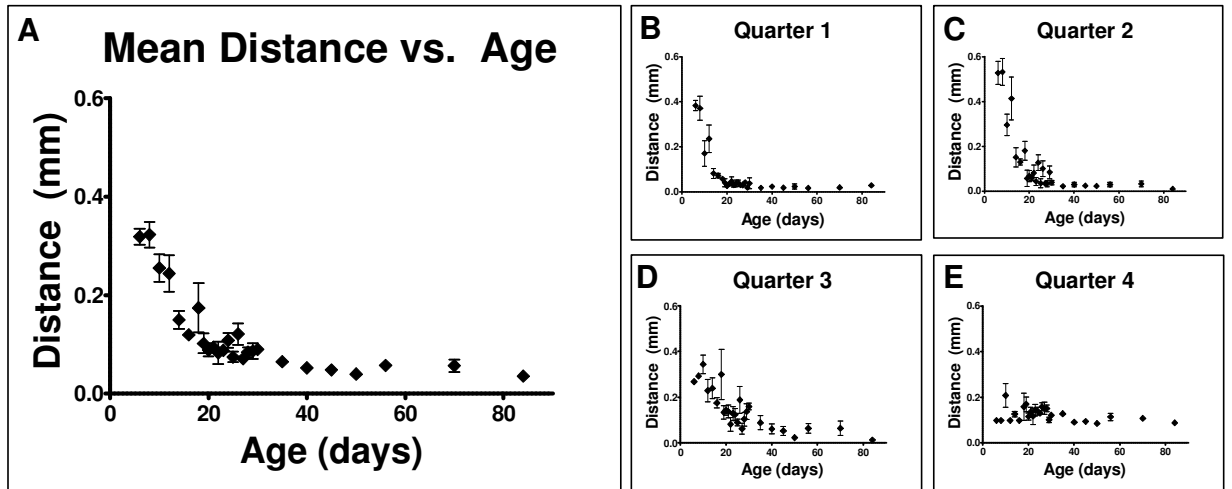 A
Mean Distance vs. Age
0.6
0.4
0.2
0.0
Distance (mm)
0 20 40 60 80
Age (days)
B
Quarter 1
0.6
0.4
0.2
0.0
Distance (mm)
0 20 40 60 80
Age (days)
C
Quarter 2
0.6
0.4
0.2
0.0
Distance (mm)
0 20 40 60 80
Age (days)
D
Quarter 3
0.6
0.4
0.2
0.0
Distance (mm)
0 20 40 60 80
Age (days)
E
Quarter 4
0.6
0.4
0.2
0.0
Distance (mm)
0 20 40 60 80
Age (days)